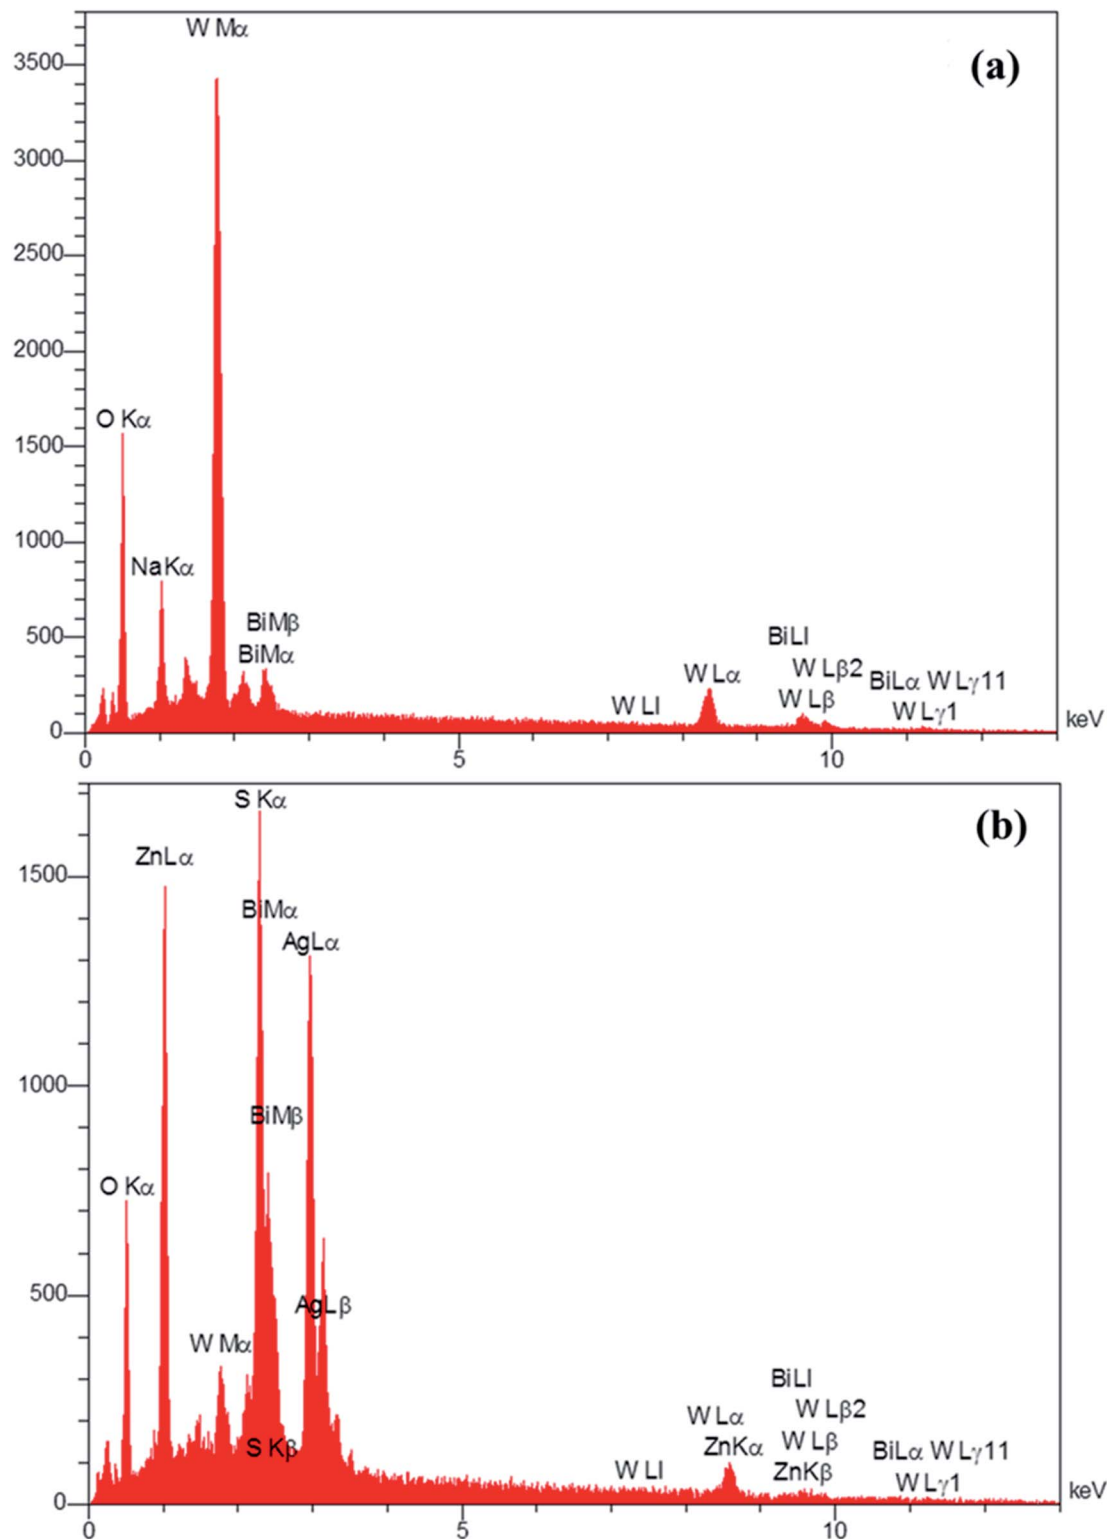 W Mα
(a)
3500
3000
2500
2000
1500
O Kα
1000
NaKα
500
BiMβ
BiMα
W Ll
W Lα
BiLl
W Lβ2
W Lβ
BiLα W Lγ11
W Lγ1
0
keV
0 5 10
S Kα
(b)
ZnLα
1500
BiMα
AgLα
1000
BiMβ
O Kα
500
AgLβ
W Mα
S Kβ
W Ll
W Lα
ZnKα
BiLl
W Lβ2
W Lβ
ZnKβ
BiLα W Lγ11
W Lγ1
0
keV
0 5 10